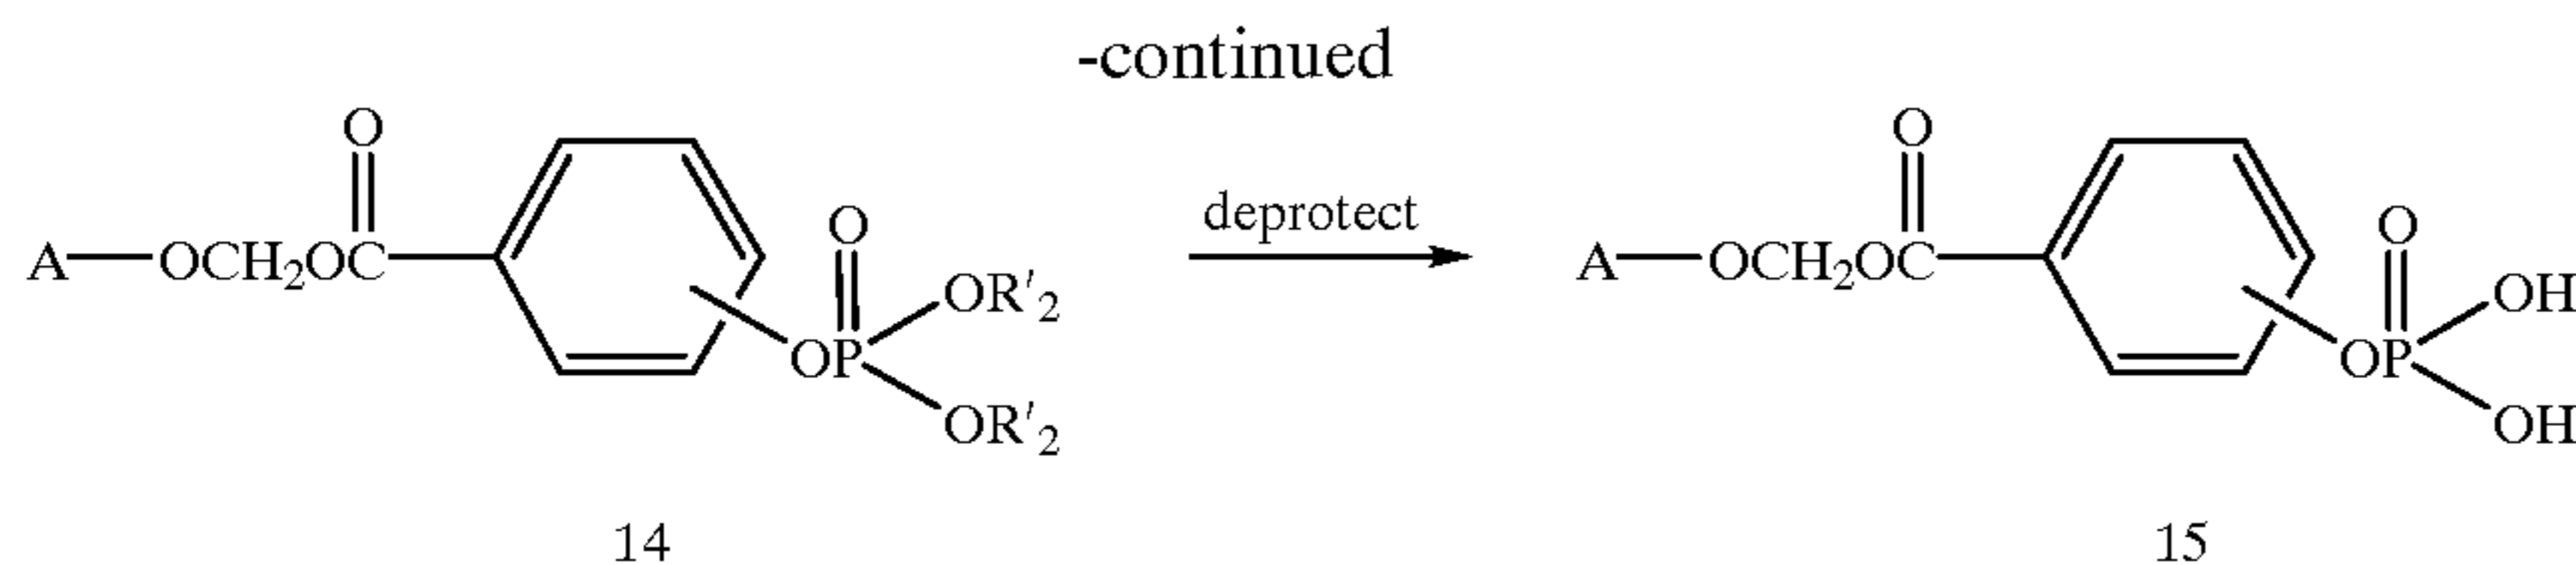 -continued
O O
O deprotect O
A—OCH₂OC OR'₂ A—OCH₂OC OH
OP OP
OR'₂ OH
14 15